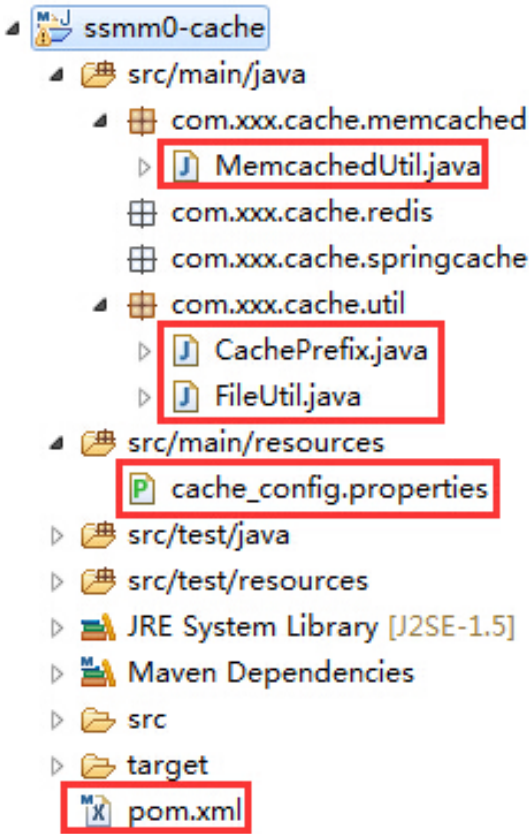 ssmm0-cache
src/main/java
com.xxx.cache.memcached
MemcachedUtil.java
com.xxx.cache.redis
com.xxx.cache.springcache
com.xxx.cache.util
CachePrefix.java
FileUtil.java
src/main/resources
cache_config.properties
src/test/java
src/test/resources
JRE System Library [J2SE-1.5]
Maven Dependencies
src
target
pom.xml